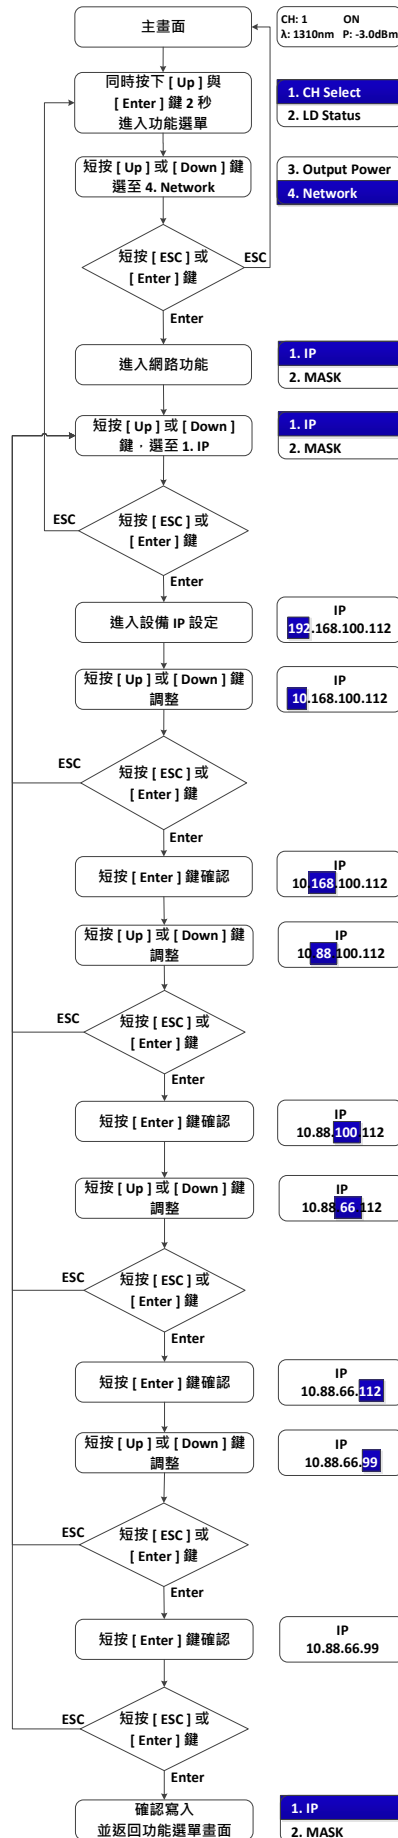 主畫面
CH: 1 ON
λ: 1310nm P: -3.0dBm
同時按下 [ Up ] 與
[ Enter ] 鍵 2 秒
進入功能選單
1. CH Select
2. LD Status
短按 [ Up ] 或 [ Down ] 鍵
選至 4. Network
3. Output Power
4. Network
短按 [ ESC ] 或
[ Enter ] 鍵
ESC
Enter
進入網路功能
1. IP
2. MASK
短按 [ Up ] 或 [ Down ]
鍵，選至 1. IP
1. IP
2. MASK
ESC
短按 [ ESC ] 或
[ Enter ] 鍵
Enter
進入設備 IP 設定
IP
192.168.100.112
短按 [ Up ] 或 [ Down ] 鍵
調整
IP
10.168.100.112
ESC
短按 [ ESC ] 或
[ Enter ] 鍵
Enter
短按 [ Enter ] 鍵確認
IP
10.168.100.112
短按 [ Up ] 或 [ Down ] 鍵
調整
IP
10 88 100.112
ESC
短按 [ ESC ] 或
[ Enter ] 鍵
Enter
短按 [ Enter ] 鍵確認
IP
10.88.100.112
短按 [ Up ] 或 [ Down ] 鍵
調整
IP
10.88 66 112
ESC
短按 [ ESC ] 或
[ Enter ] 鍵
Enter
短按 [ Enter ] 鍵確認
IP
10.88.66.112
短按 [ Up ] 或 [ Down ] 鍵
調整
IP
10.88.66.99
ESC
短按 [ ESC ] 或
[ Enter ] 鍵
Enter
短按 [ Enter ] 鍵確認
IP
10.88.66.99
ESC
短按 [ ESC ] 或
[ Enter ] 鍵
Enter
確認寫入
並返回功能選單畫面
1. IP
2. MASK